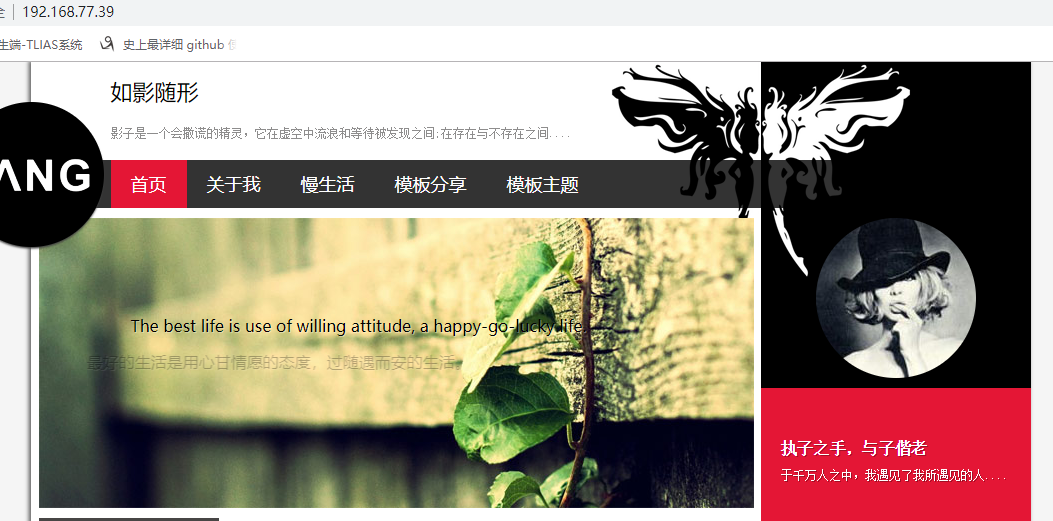 192.168.77.39
生端-TLIAS系统
史上最详细 github
如影随形
影子是一个会撒谎的精灵，它在虚空中流浪和等待被发现之间;在存在与不存在之间....
ANG
首页 关于我 慢生活 模板分享 模板主题
The best life is use of willing attitude, a happy-go-lucky life.
最好的生活是用心甘情愿的态度，过随遇而安的生活。
执子之手，与子偕老
于千万人之中，我遇见了我所遇见的人....